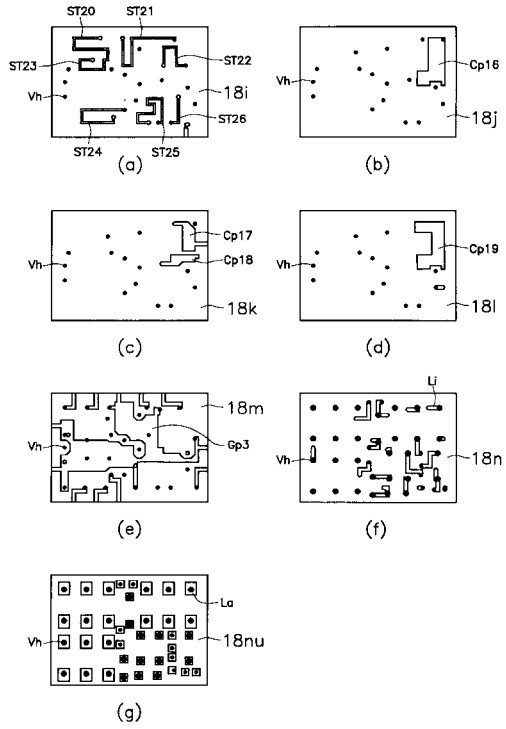 ST20 ST21
ST22
ST23
Vh
18i
ST26
ST24 ST25
(a)
Cp16
Vh
18j
(b)
Cp17
Vh
Cp18
18k
(c)
Cp19
Vh
18l
(d)
18m
Vh
Gp3
(e)
Li
Vh
18n
(f)
La
Vh
18nu
(g)